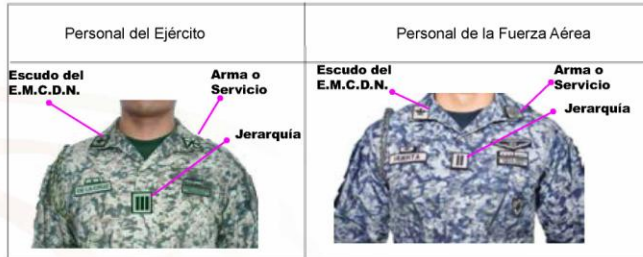 Personal del Ejército
Personal de la Fuerza Aérea
Escudo del
E.M.C.D.N.
Arma o
Servicio
Jerarquía
Escudo del
E.M.C.D.N.
Arma o
Servicio
Jerarquía